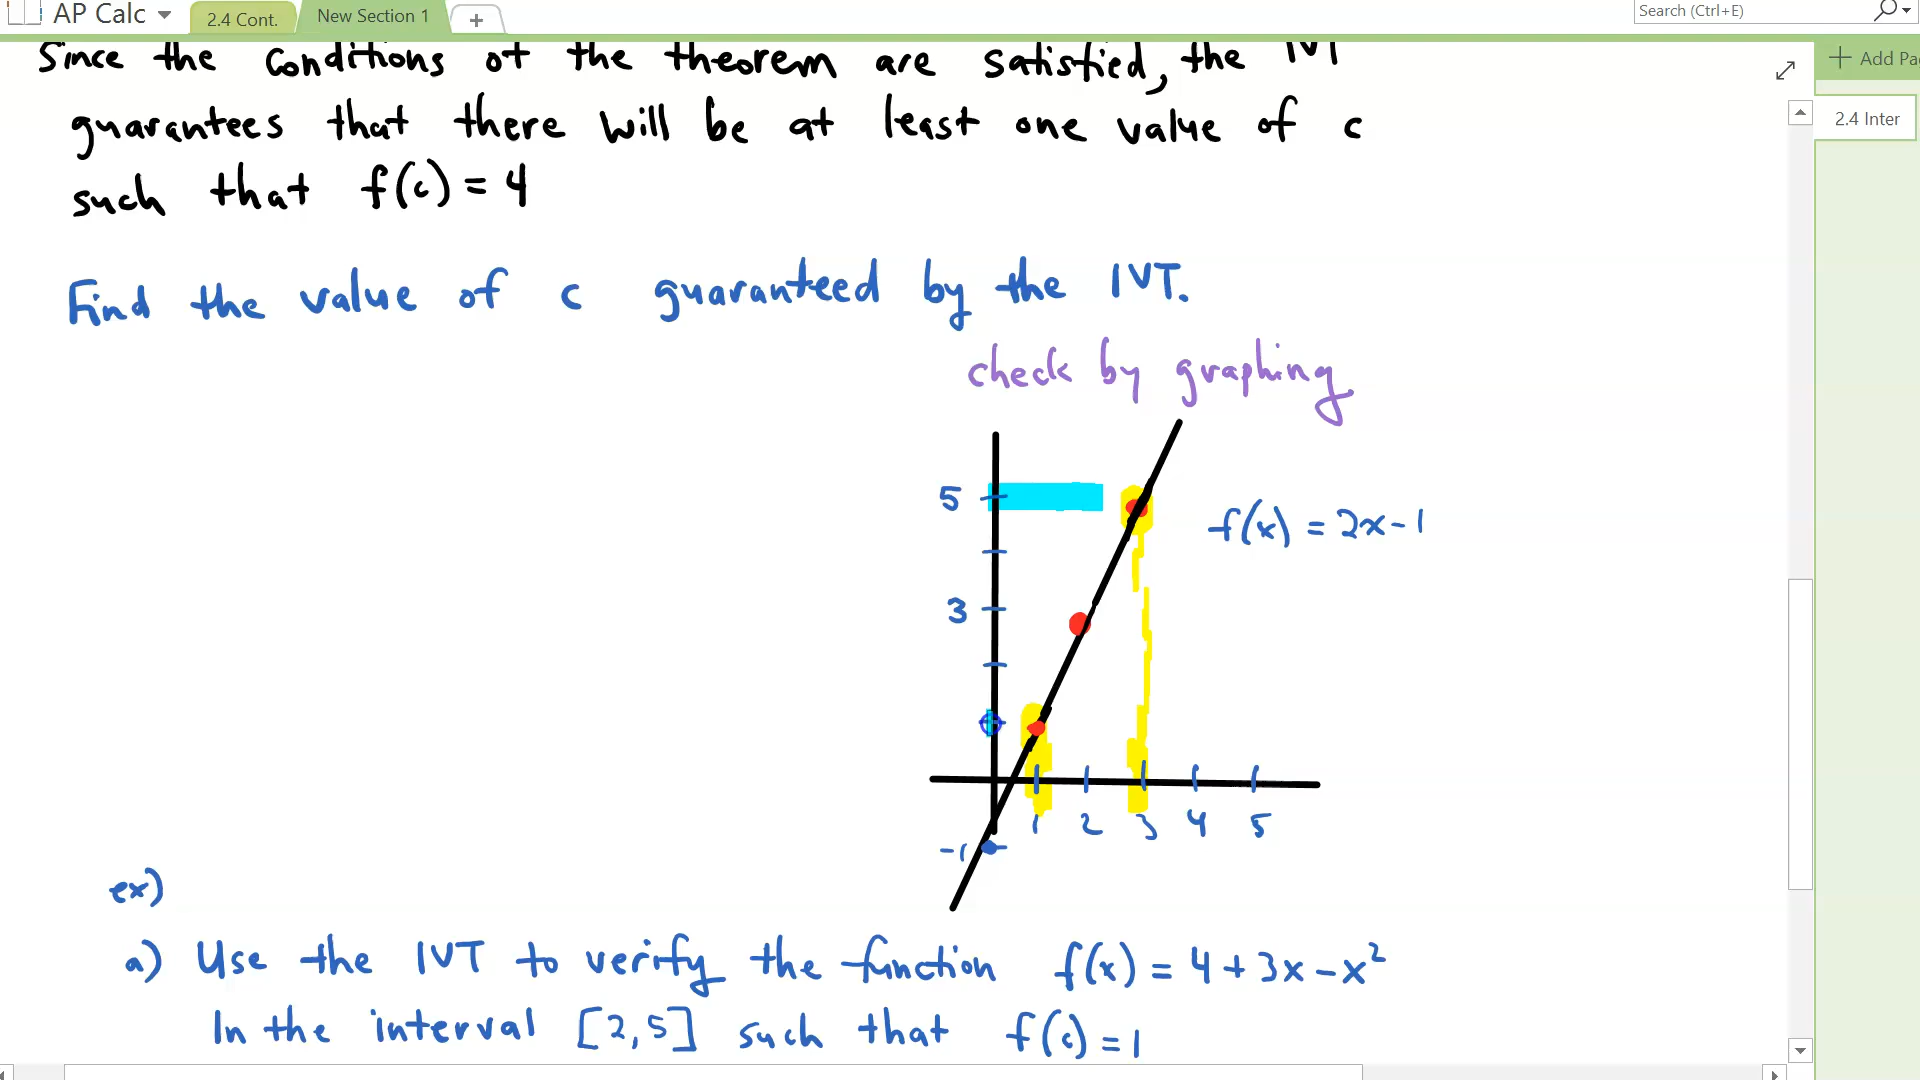 AP Calc
2.4 Cont.
New Section 1
+
Search (Ctrl+E)
Add Pa
2.4 Inter
Since the conditions of the theorem are satisfied, the IVT
guarantees that there will be at least one value of c
such that f(c) = 4
Find the value of c guaranteed by the IVT.
check by graphing
5
f(x) = 2x-1
3
1 2 3 4 5
-1
ex)
a) Use the IVT to verify the function f(x) = 4 + 3x - x²
In the interval [2,5] such that f(c) = 1